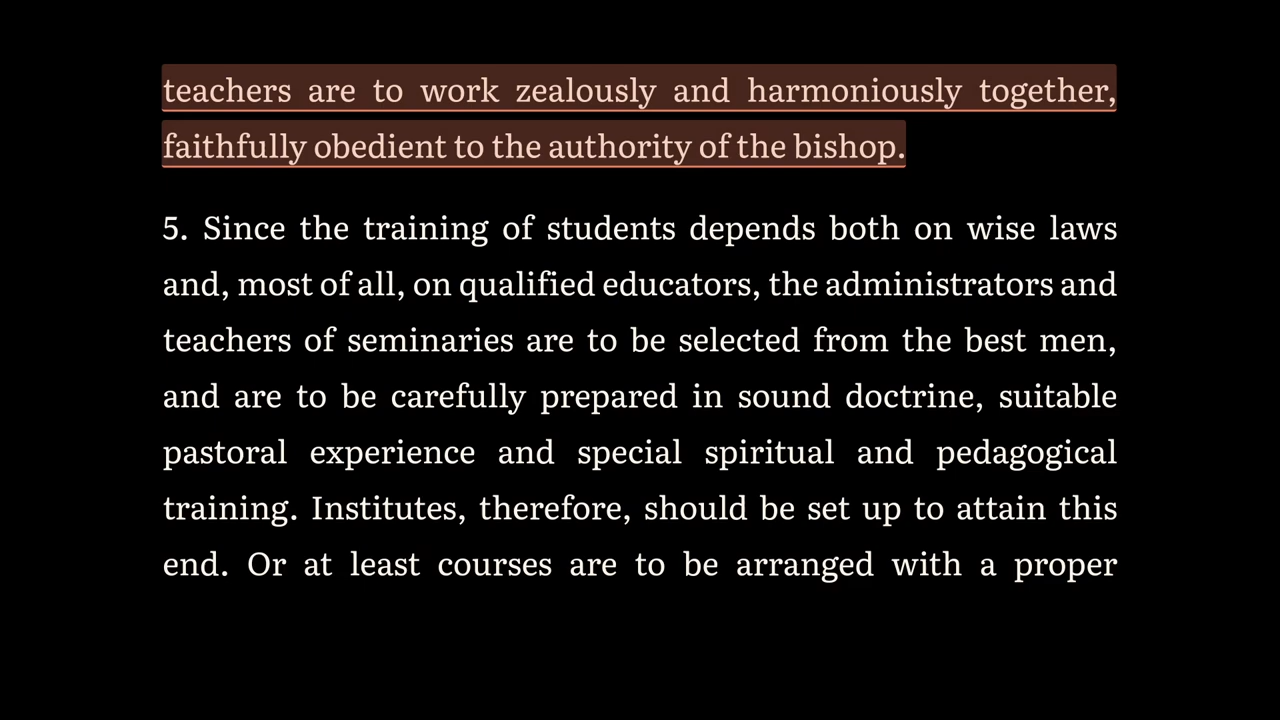 teachers are to work zealously and harmoniously together,
faithfully obedient to the authority of the bishop.
5. Since the training of students depends both on wise laws
and, most of all, on qualified educators, the administrators and
teachers of seminaries are to be selected from the best men,
and are to be carefully prepared in sound doctrine, suitable
pastoral experience and special spiritual and pedagogical
training. Institutes, therefore, should be set up to attain this
end. Or at least courses are to be arranged with a proper